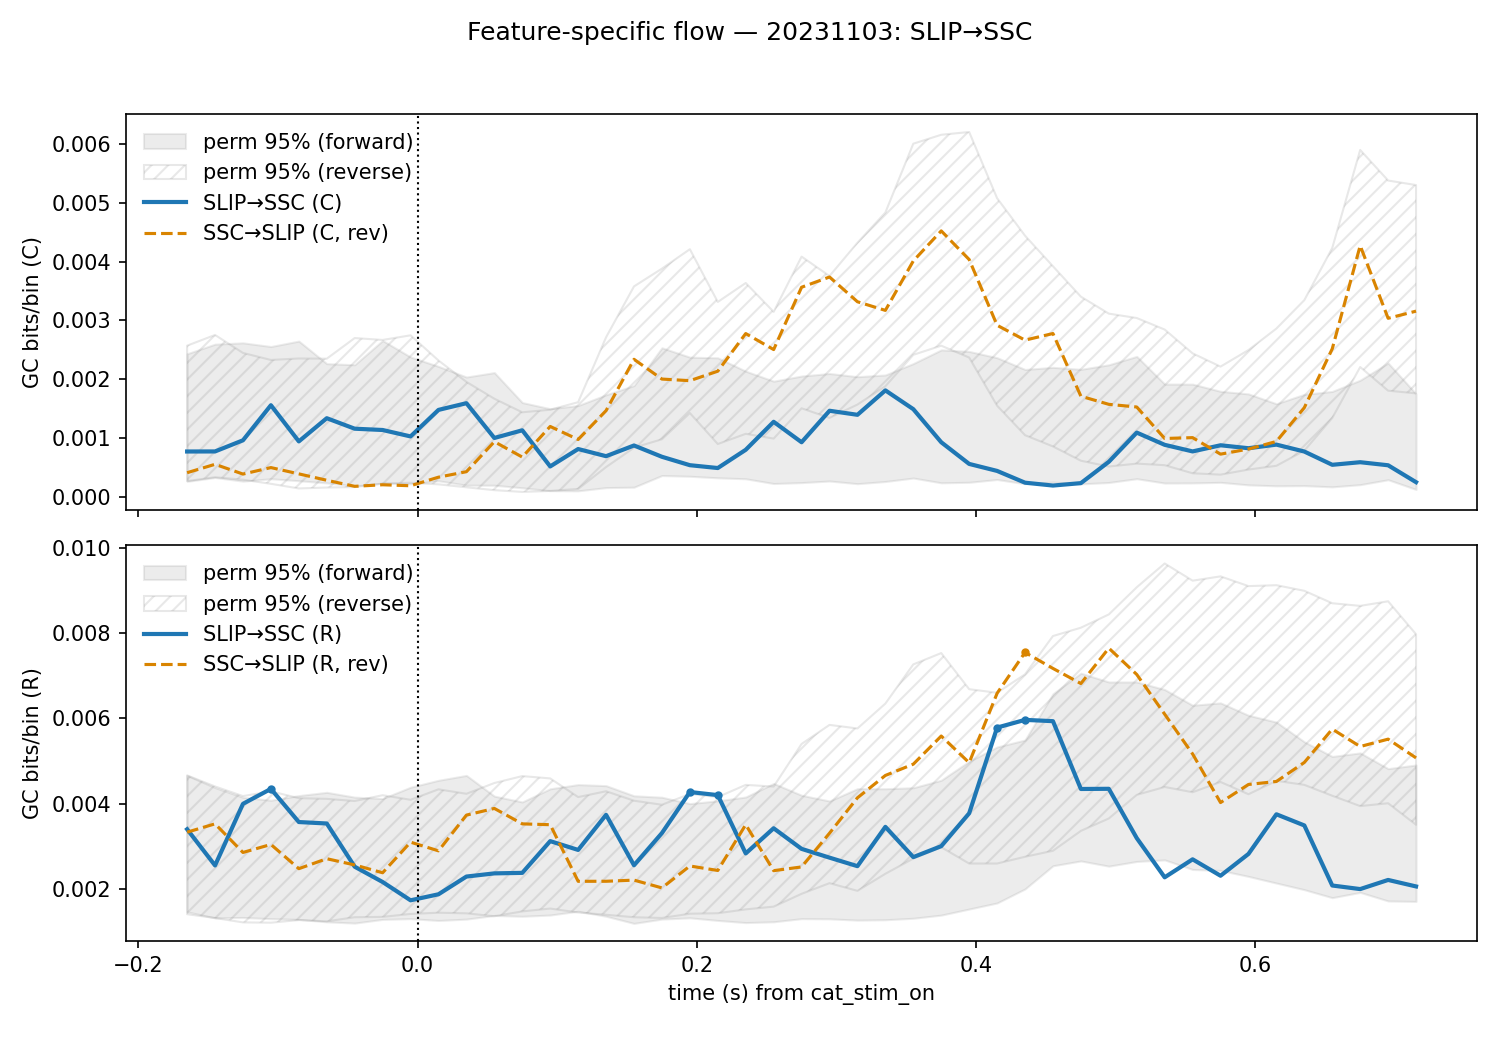 Feature-specific flow — 20231103: SLIP→SSC
GC bits/bin (C)
0.006
0.005
0.004
0.003
0.002
0.001
0.000
perm 95% (forward)
perm 95% (reverse)
SLIP→SSC (C)
SSC→SLIP (C, rev)
GC bits/bin (R)
0.010
0.008
0.006
0.004
0.002
perm 95% (forward)
perm 95% (reverse)
SLIP→SSC (R)
SSC→SLIP (R, rev)
−0.2 0.0 0.2 0.4 0.6
time (s) from cat_stim_on